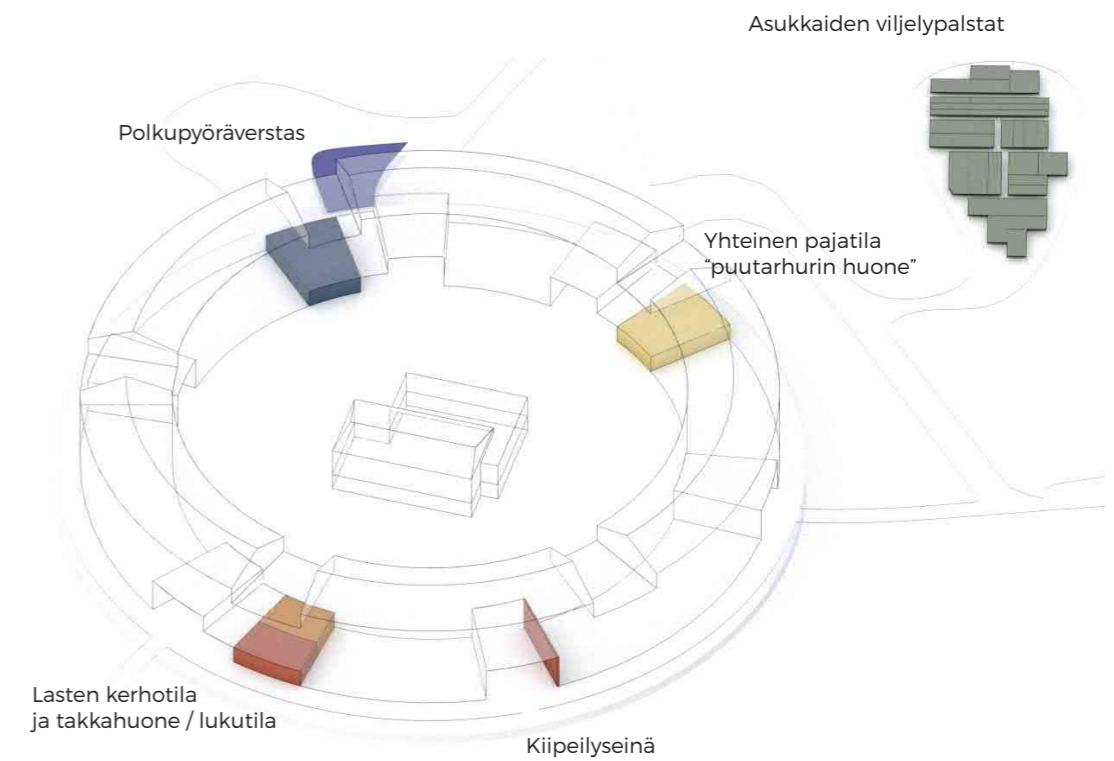 Asukkaiden viljelypalstat
Polkupyöräverstas
Yhteinen pajatila
“puutarhurin huone”
Lasten kerhotila
ja takkahuone / lukutila
Kiipeilyseinä